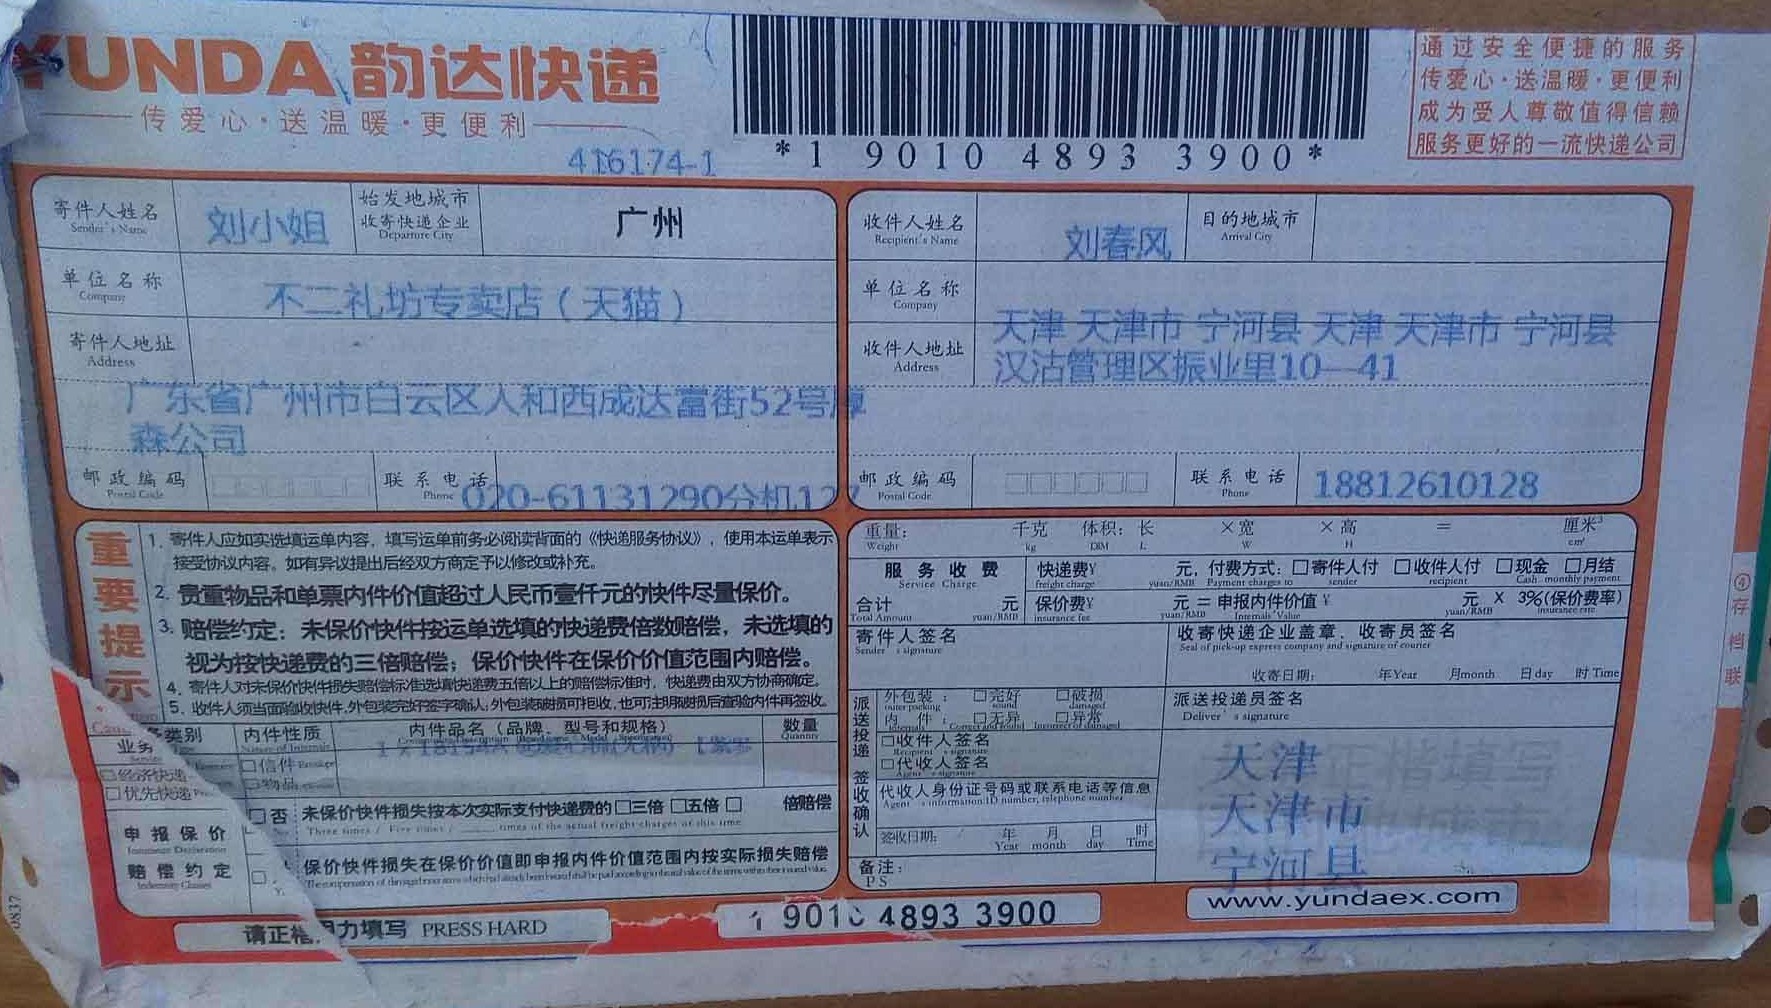 YUNDA 韵达快递
传爱心·送温暖·更便利
416174-1
*1 9010 4893 3900*
通过安全便捷的服务
传爱心·送温暖·更便利
成为受人尊敬值得信赖
服务更好的一流快递公司
寄件人姓名 刘小姐 始发地城市 广州
Sender's Name 收寄快递企业
Departure City
单位名称 不二礼坊专卖店（天猫）
Company
寄件人地址
Address
广东省广州市白云区人和西成达富街52号厚
森公司
邮政编码 联系电话 020-61131290分机127
Postal Code Phone
收件人姓名 刘春风 目的地城市
Recipient's Name Arrival City
单位名称
Company
天津 天津市 宁河县 天津 天津市 宁河县
收件人地址 汉沽管理区振业里10—41
Address
邮政编码 联系电话 18812610128
Postal Code Phone
重要提示
1. 寄件人应如实选填运单内容，填写运单前务必阅读背面的《快递服务协议》，使用本运单表示
接受协议内容。如有异议提出后经双方商定予以修改或补充。
2. 贵重物品和单票内件价值超过人民币壹仟元的快件尽量保价。
3. 赔偿约定：未保价快件按运单选填的快递费倍数赔偿，未选填的
视为按快递费的三倍赔偿；保价快件在保价价值范围内赔偿。
4. 寄件人对未保价快件损失赔偿标准选填快递费五倍以上的赔偿标准时，快递费由双方协商确定。
5. 收件人须当面验收快件，外包装完好签字确认；外包装破损可拒收，也可注明破损后查验内件再签收。
类别 内件性质 内件品名（品牌、型号和规格） 数量
Quantity
业务
□信件
□物品
□经济快递
□优先快递
□否 未保价快件损失按本次实际支付快递费的□三倍 □五倍 □ 倍赔偿
Three times / Five times / times of the actual freight charges of this time
申报保价
Insurance Declaration
赔偿约定
Indemnity Clauses
□ 保价快件损失在保价价值即申报内件价值范围内按实际损失赔偿
力填写 PRESS HARD
重量： 千克 体积：长 ×宽 ×高 = 厘米³
Weight kg DIM L W H cm³
服务收费 快递费¥ 元，付费方式：□寄件人付 □收件人付 □现金 □月结
Service Charge freight charge yuan/RMB Payment charges to sender recipient Cash monthly payment
合计 元 保价费¥ 元 = 申报内件价值¥ 元 × 3%(保价费率)
Total Amount yuan/RMB insurance fee yuan/RMB Internals' Value yuan/RMB insurance rate
寄件人签名 收寄快递企业盖章、收寄员签名
Sender's signature Seal of pick-up express company and signature of courier
收寄日期： 年Year 月month 日day 时Time
派送投递 签收确认
外包装：□完好 □破损
outer packing sound damaged
内 件：□无异 □异常
派送投递员签名
Deliver's signature
□收件人签名
Recipient's signature
□代收人签名
Agent's signature
代收人身份证号码或联系电话等信息
Agent's information:ID number, telephone number
签收日期： 年 月 日 时
Year month day Time
备注：
PS
天津
天津市
宁河县
4893 3900
www.yundaex.com
④存档联